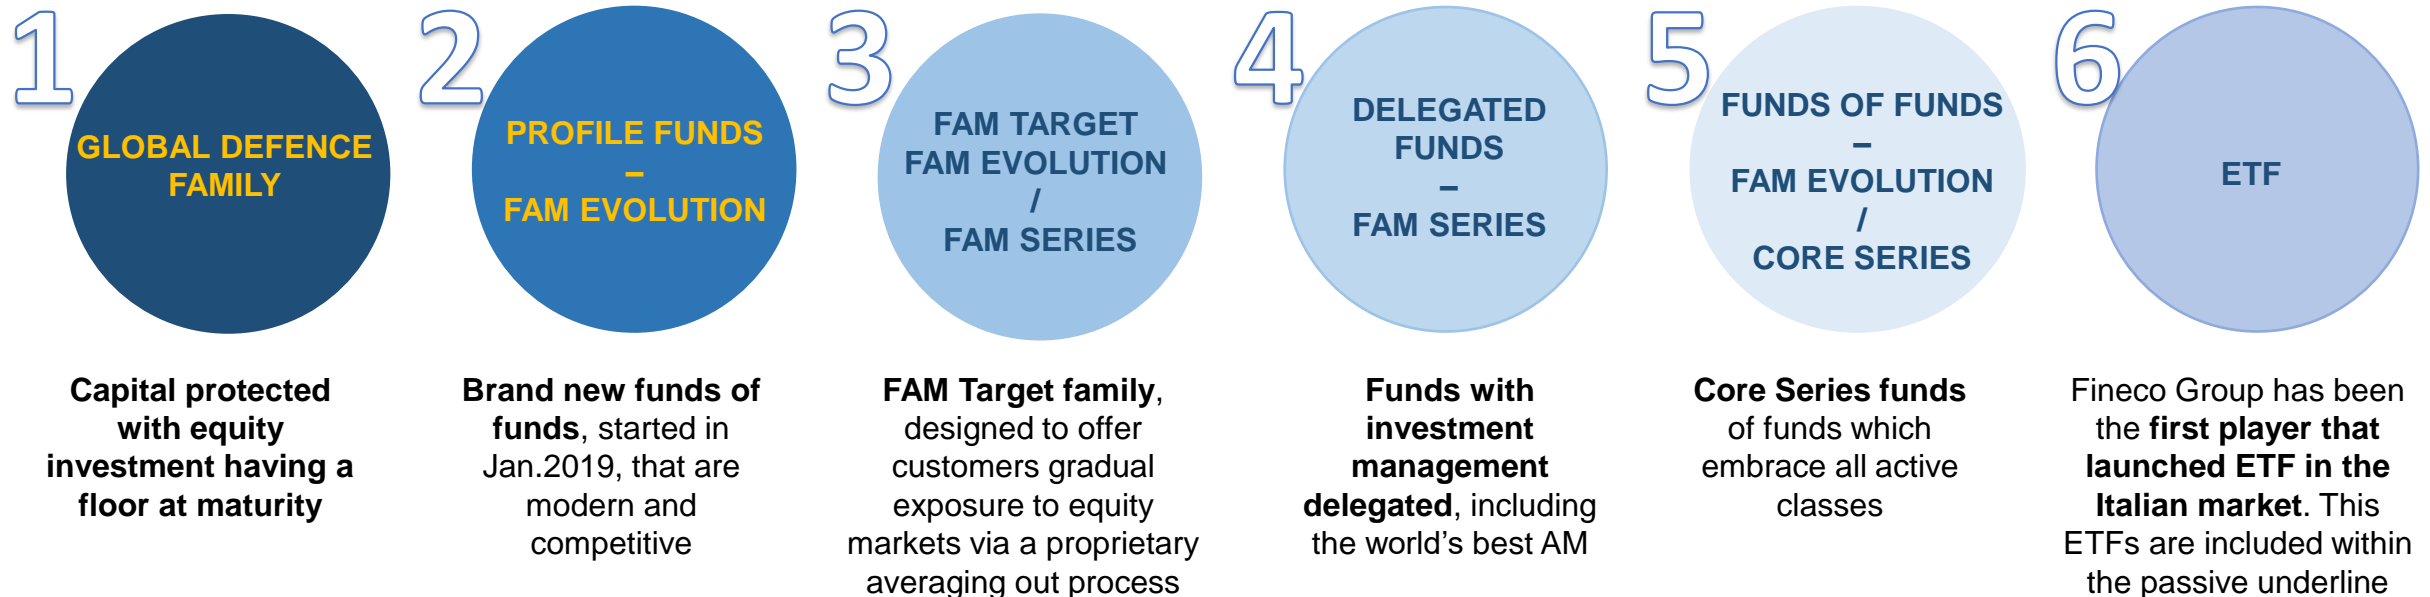 1
GLOBAL DEFENCE
FAMILY
Capital protected
with equity
investment having a
floor at maturity
2
PROFILE FUNDS
–
FAM EVOLUTION
Brand new funds of
funds, started in
Jan.2019, that are
modern and
competitive
3
FAM TARGET
FAM EVOLUTION
/
FAM SERIES
FAM Target family,
designed to offer
customers gradual
exposure to equity
markets via a proprietary
averaging out process
4
DELEGATED
FUNDS
–
FAM SERIES
Funds with
investment
management
delegated, including
the world’s best AM
5
FUNDS OF FUNDS
–
FAM EVOLUTION
/
CORE SERIES
Core Series funds
of funds which
embrace all active
classes
6
ETF
Fineco Group has been
the first player that
launched ETF in the
Italian market. This
ETFs are included within
the passive underline